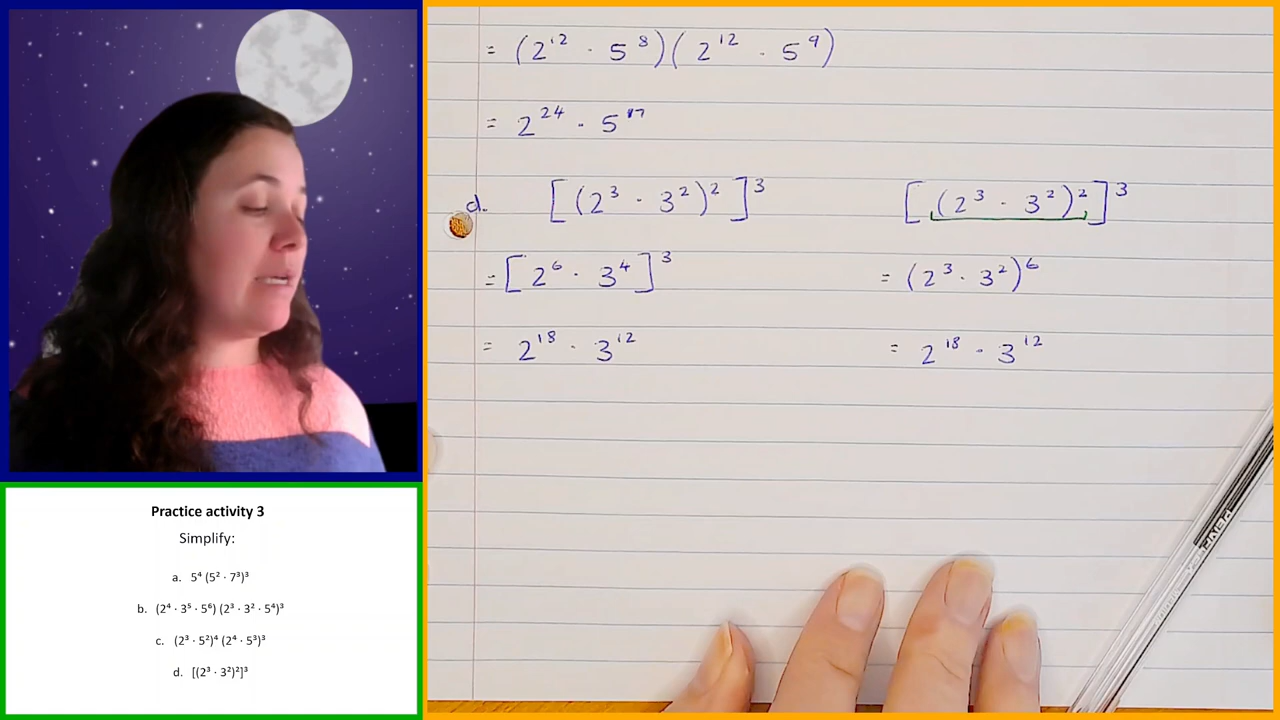 = (2¹² · 5⁸)(2¹² · 5⁹)
= 2²⁴ · 5¹⁷
d. [(2³ · 3²)²]³
= [2⁶ · 3⁴]³
= 2¹⁸ · 3¹²
[(2³ · 3²)²]³
= (2³ · 3²)⁶
= 2¹⁸ · 3¹²
Practice activity 3
Simplify:
a. 5⁴ (5² · 7³)³
b. (2⁴ · 3⁵ · 5⁶) (2³ · 3² · 5⁴)³
c. (2³ · 5²)⁴ (2⁴ · 5³)³
d. [(2³ · 3²)²]³